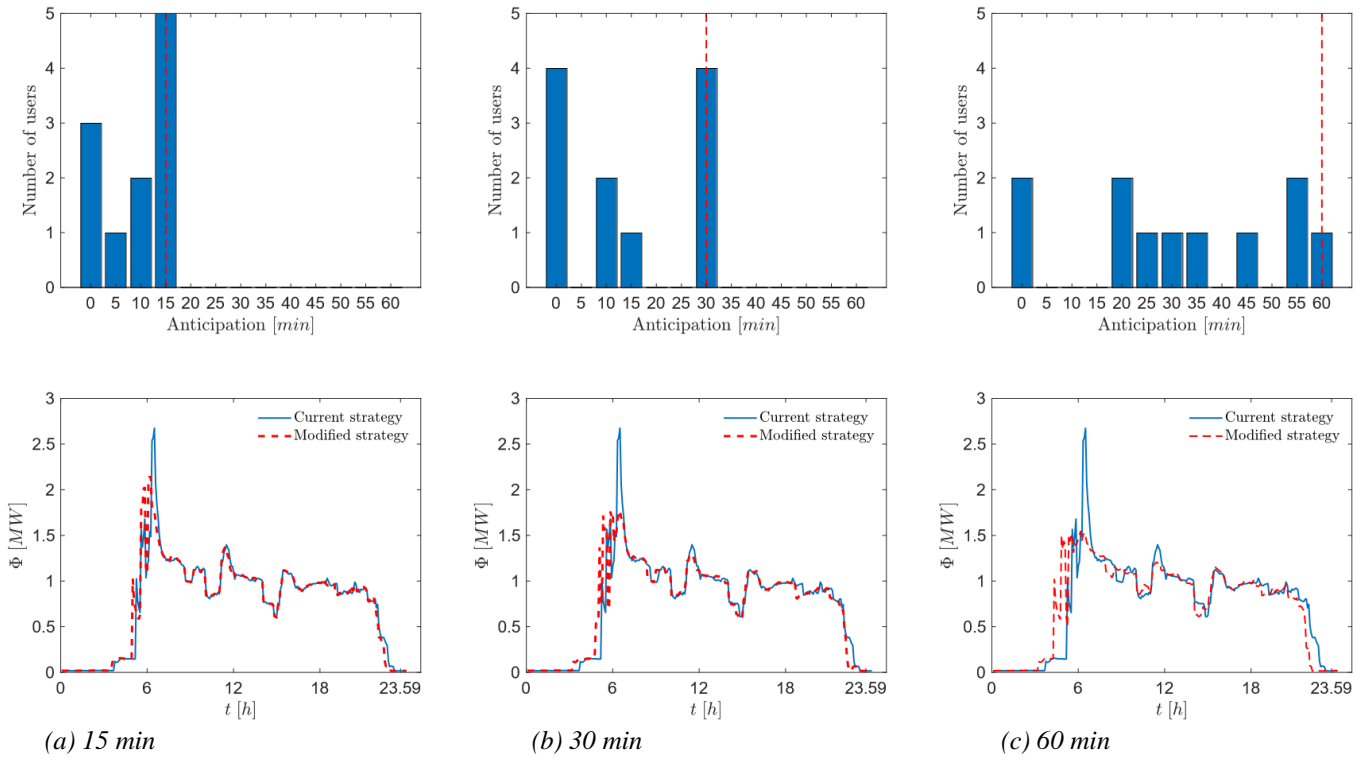 5
4
3
2
1
0
Number of users
0 5 10 15 20 25 30 35 40 45 50 55 60
Anticipation [min]
5
4
3
2
1
0
Number of users
0 5 10 15 20 25 30 35 40 45 50 55 60
Anticipation [min]
5
4
3
2
1
0
Number of users
0 5 10 15 20 25 30 35 40 45 50 55 60
Anticipation [min]
3
2.5
2
1.5
1
0.5
0
Φ [MW]
Current strategy
Modified strategy
0 6 12 18 23.59
t [h]
(a) 15 min
3
2.5
2
1.5
1
0.5
0
Φ [MW]
Current strategy
Modified strategy
0 6 12 18 23.59
t [h]
(b) 30 min
3
2.5
2
1.5
1
0.5
0
Φ [MW]
Current strategy
Modified strategy
0 6 12 18 23.59
t [h]
(c) 60 min